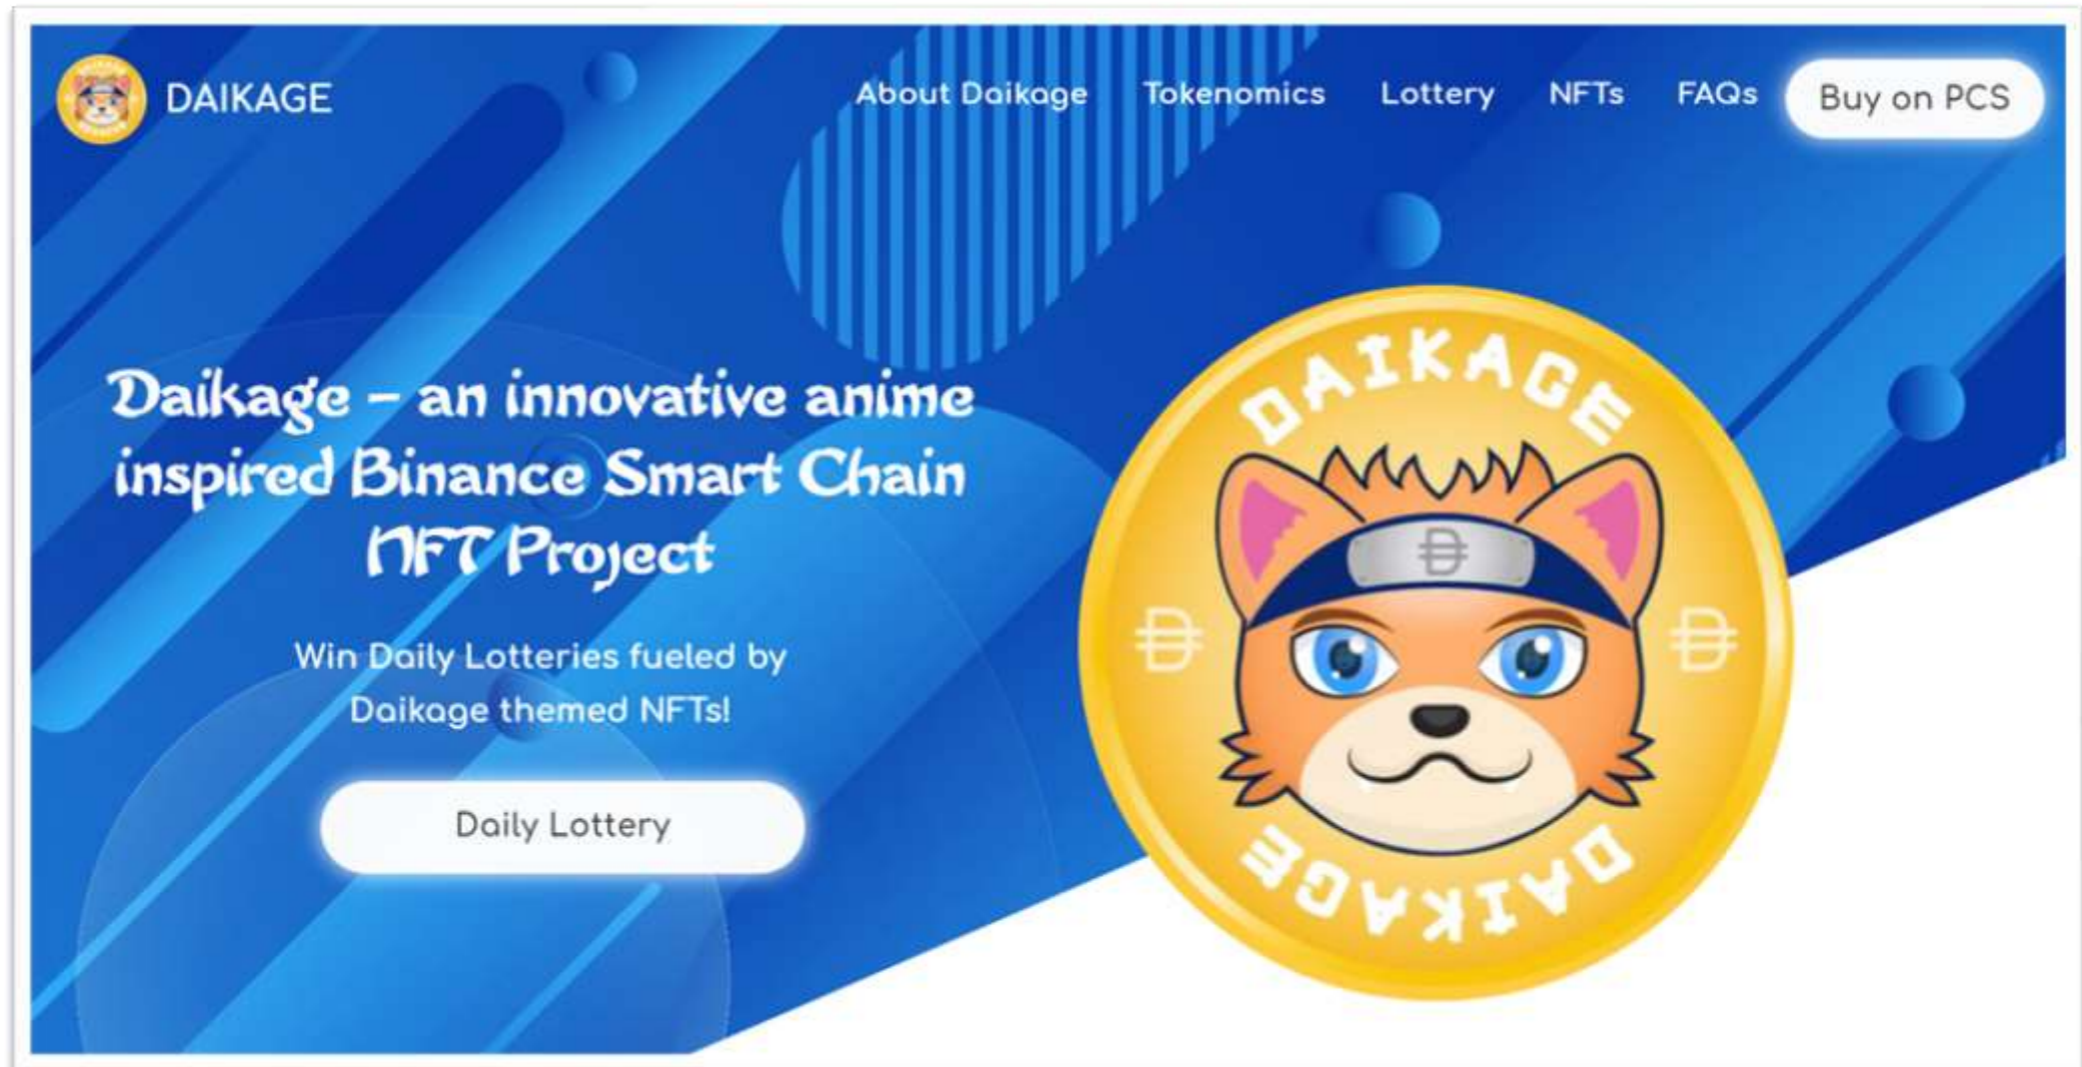 DAIKAGE
About Daikage
Tokenomics
Lottery
NFTs
FAQs
Buy on PCS
Daikage – an innovative anime
inspired Binance Smart Chain
NFT Project
Win Daily Lotteries fueled by
Daikage themed NFTs!
Daily Lottery
DAIKAGE
DAIKAGE